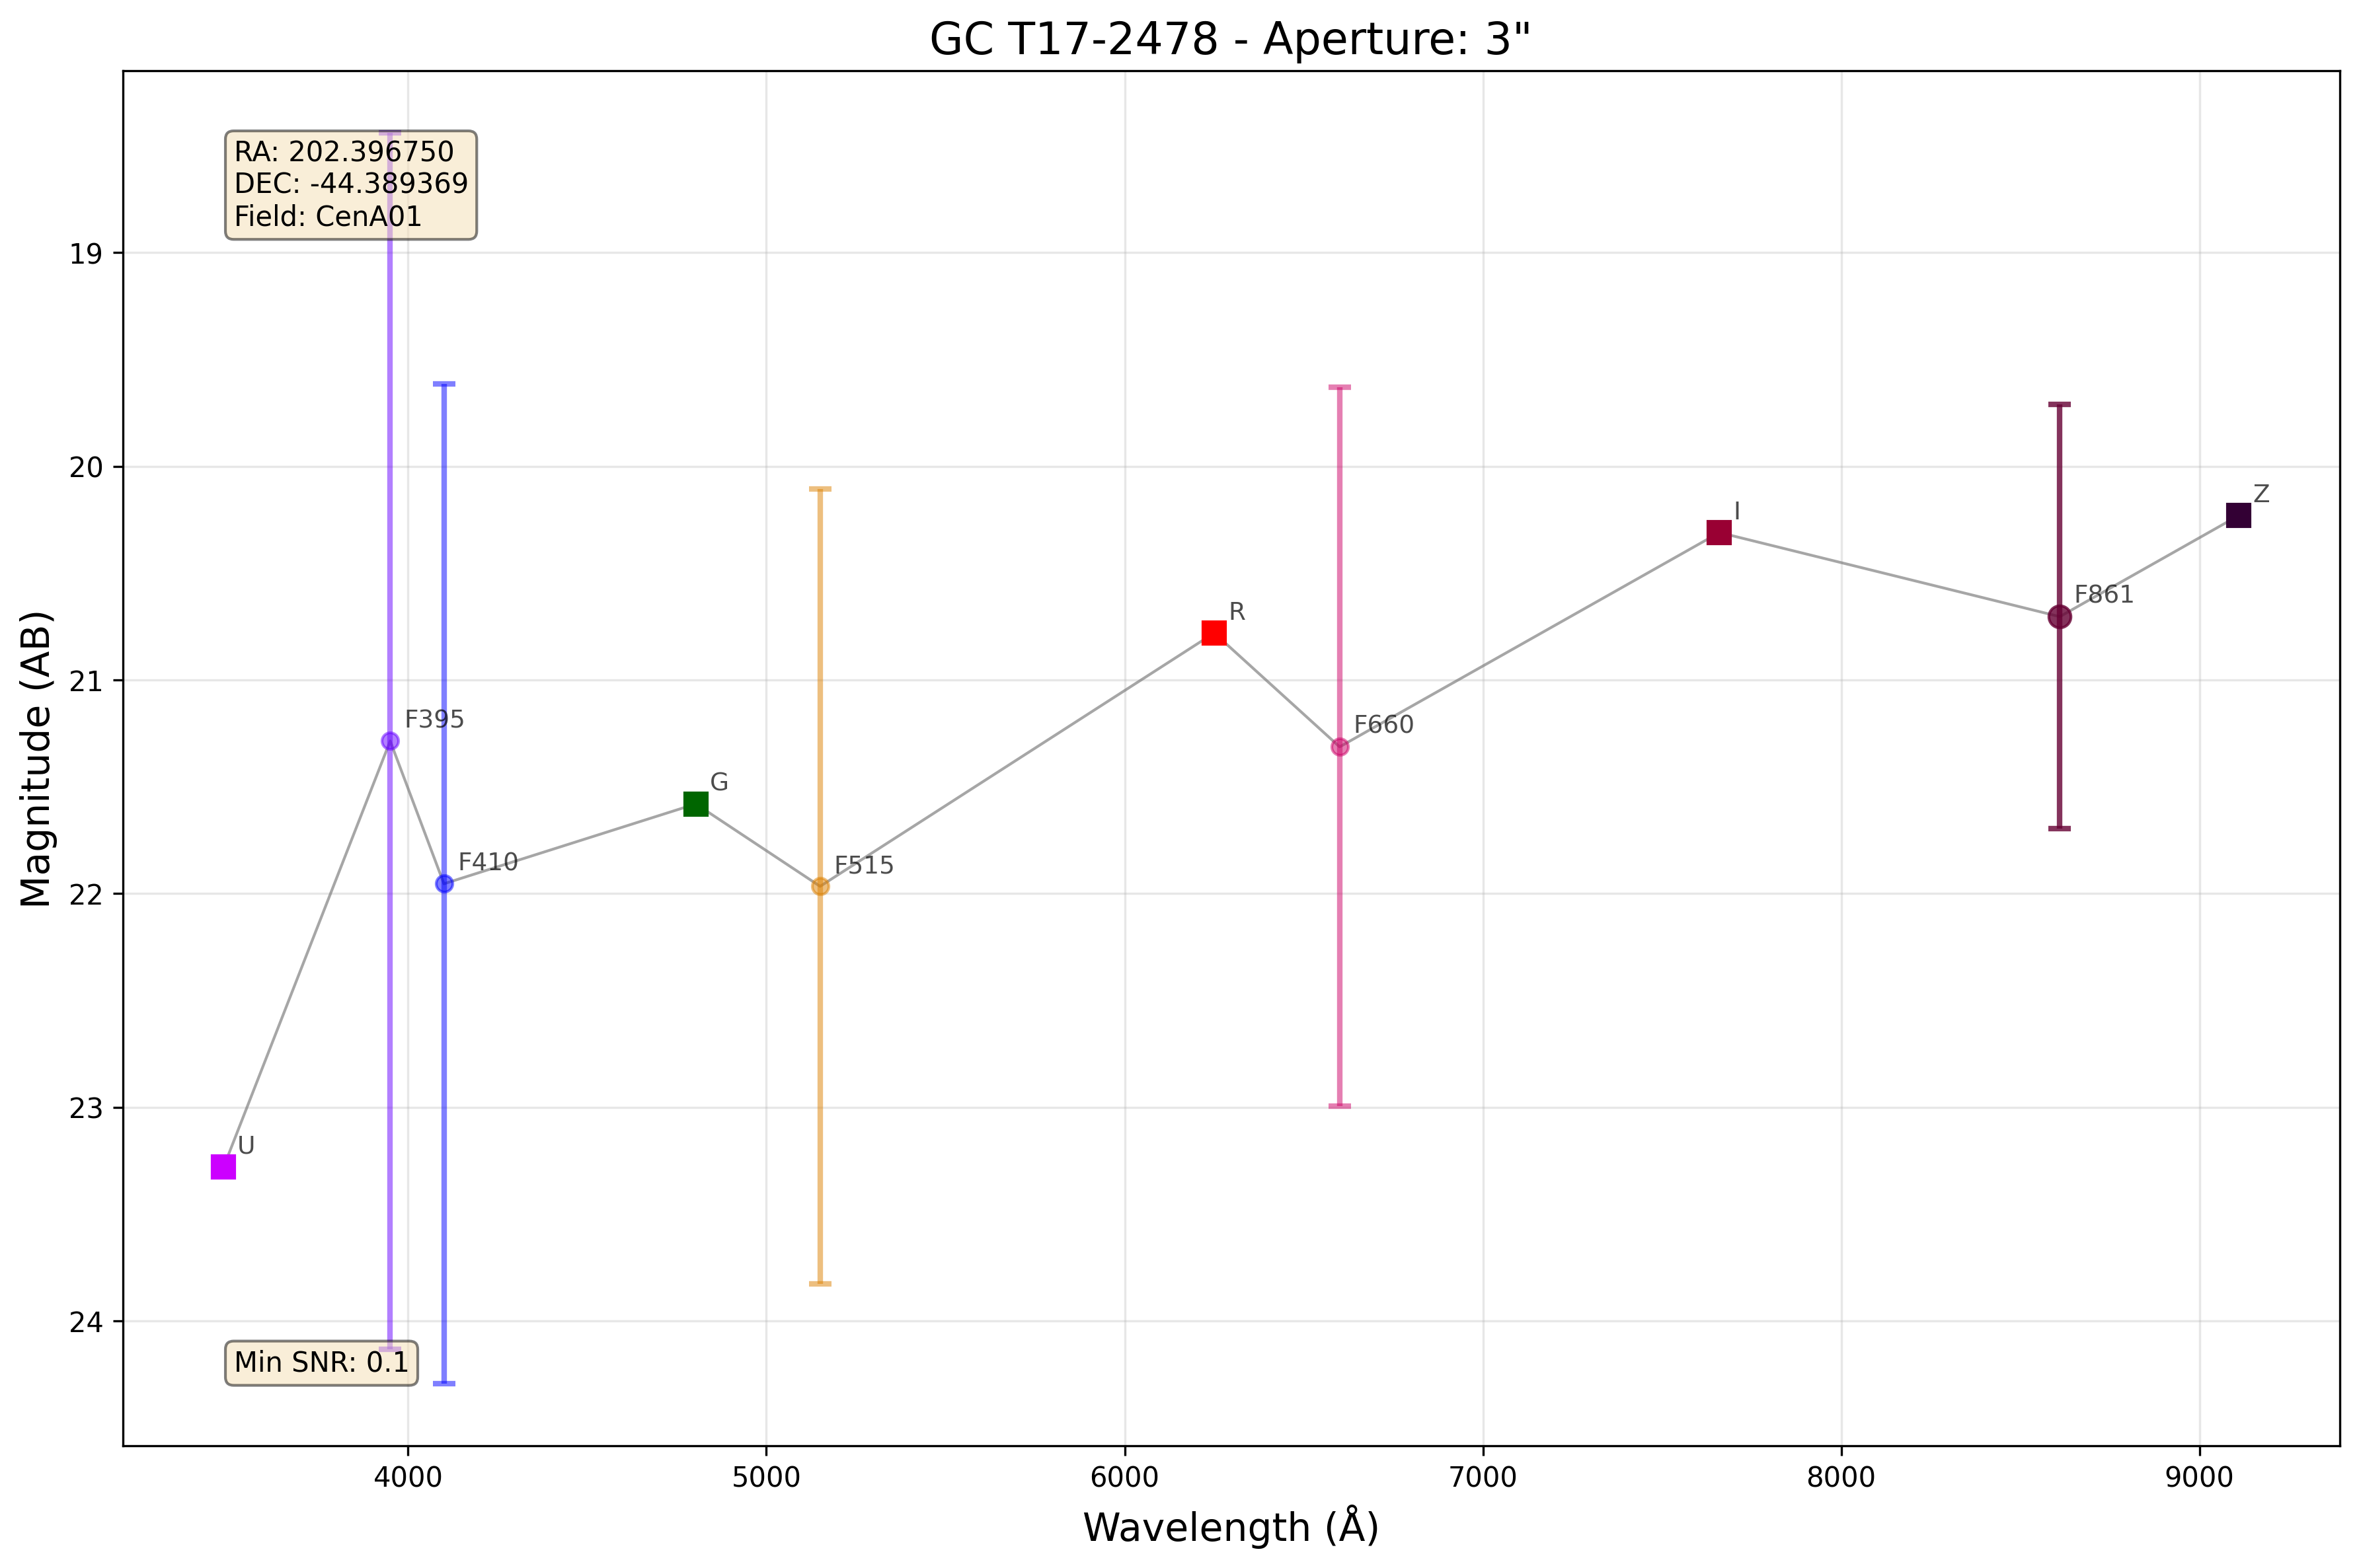 GC T17-2478 - Aperture: 3"
RA: 202.396750
DEC: -44.389369
Field: CenA01
19
20
21
22
23
24
Magnitude (AB)
U
F395
F410
G
F515
R
F660
I
F861
Z
Min SNR: 0.1
4000
5000
6000
7000
8000
9000
Wavelength (Å)